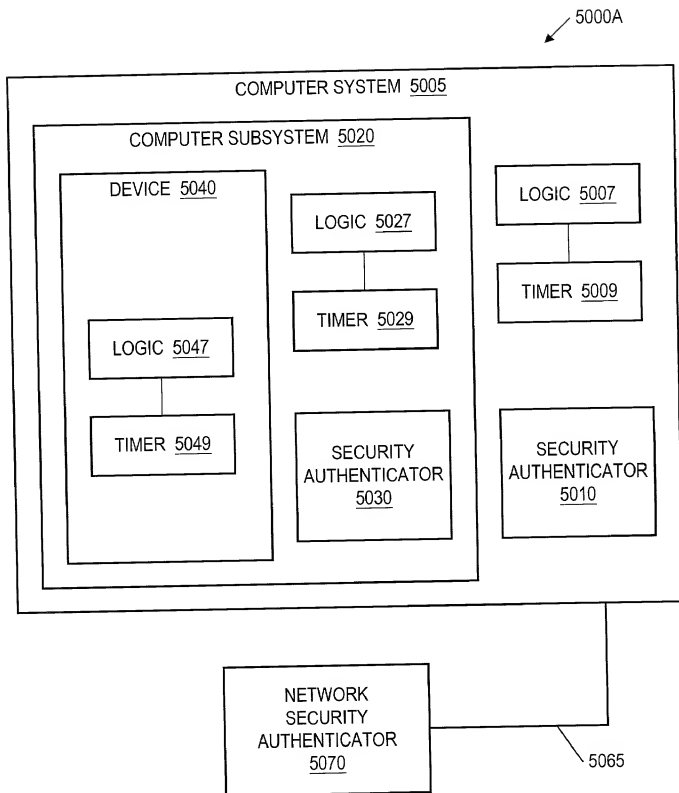 5000A
COMPUTER SYSTEM 5005
COMPUTER SUBSYSTEM 5020
DEVICE 5040
LOGIC 5047
TIMER 5049
LOGIC 5027
TIMER 5029
SECURITY
AUTHENTICATOR
5030
LOGIC 5007
TIMER 5009
SECURITY
AUTHENTICATOR
5010
NETWORK
SECURITY
AUTHENTICATOR
5070
5065